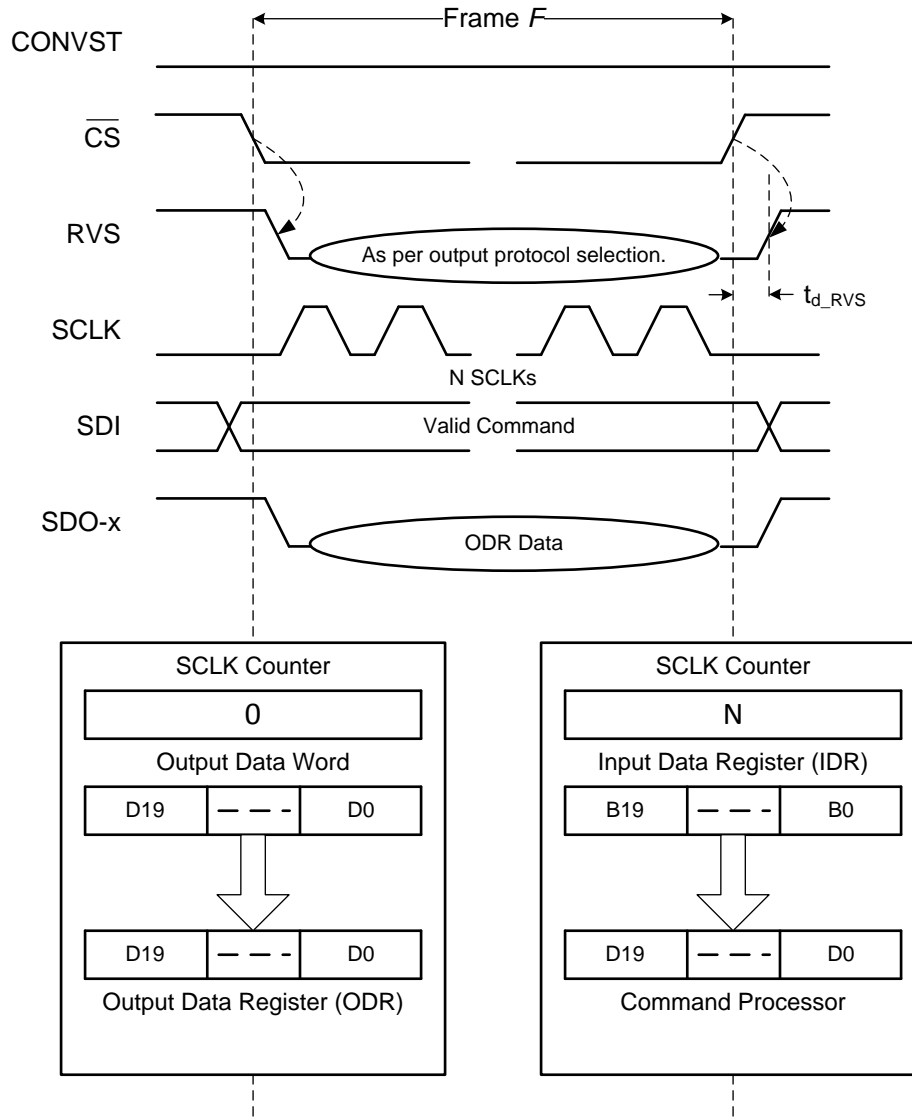 Frame F
CONVST
CS
RVS
As per output protocol selection.
td_RVS
SCLK
N SCLKs
SDI
Valid Command
SDO-x
ODR Data
SCLK Counter
0
Output Data Word
D19
D0
D19
D0
Output Data Register (ODR)
SCLK Counter
N
Input Data Register (IDR)
B19
B0
D19
D0
Command Processor